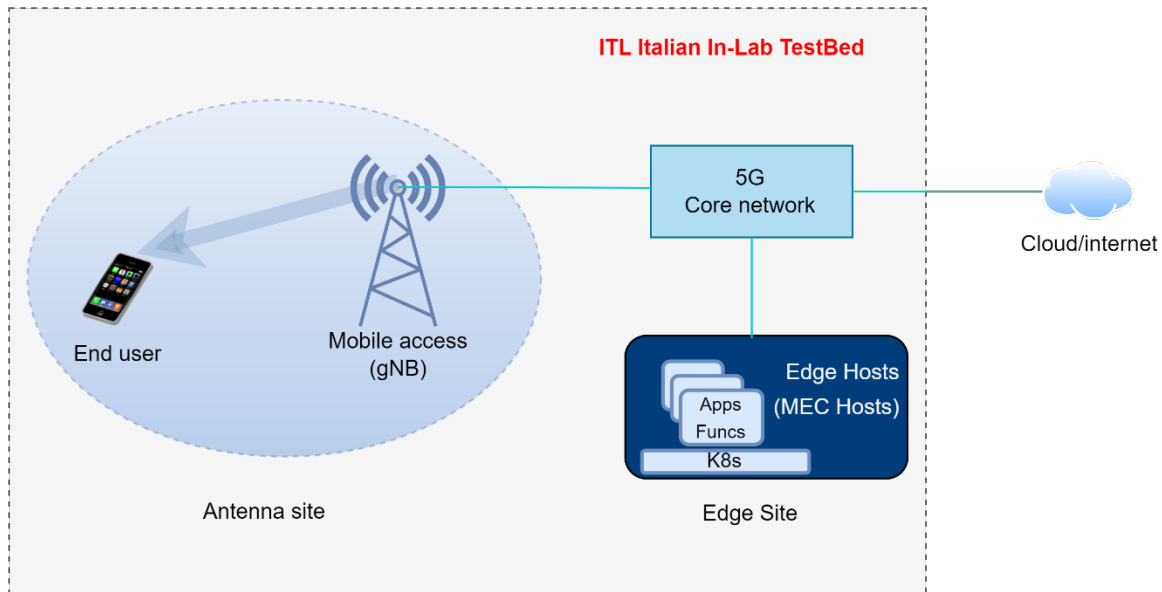 ITL Italian In-Lab TestBed
5G
Core network
Cloud/internet
End user
Mobile access
(gNB)
Edge Hosts
(MEC Hosts)
Apps
Funcs
K8s
Antenna site
Edge Site